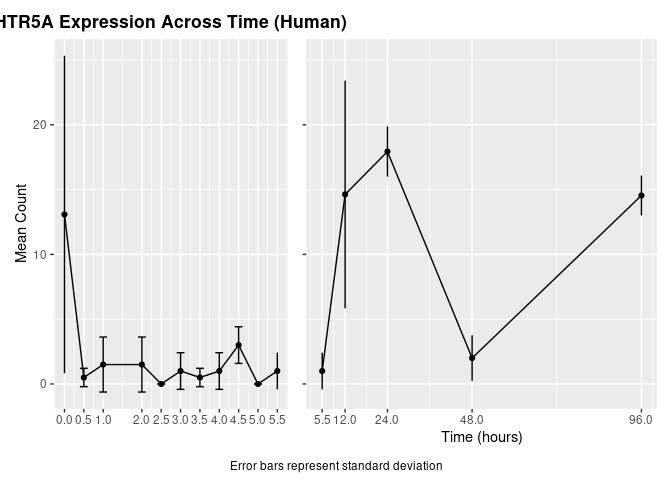 HTR5A Expression Across Time (Human)
Mean Count
20
10
0
0.0 0.5 1.0 2.0 2.5 3.0 3.5 4.0 4.5 5.0 5.5
5.5 12.0 24.0 48.0 96.0
Time (hours)
Error bars represent standard deviation